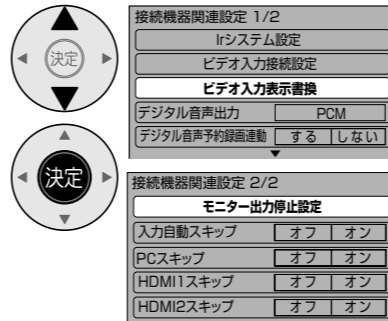 接続機器関連設定 1/2
Irシステム設定
ビデオ入力接続設定
ビデオ入力表示書換
デジタル音声出力 PCM
デジタル音声予約録画連動 する しない
決定
決定
接続機器関連設定 2/2
モニター出力停止設定
入力自動スキップ オフ オン
PCスキップ オフ オン
HDMI1スキップ オフ オン
HDMI2スキップ オフ オン